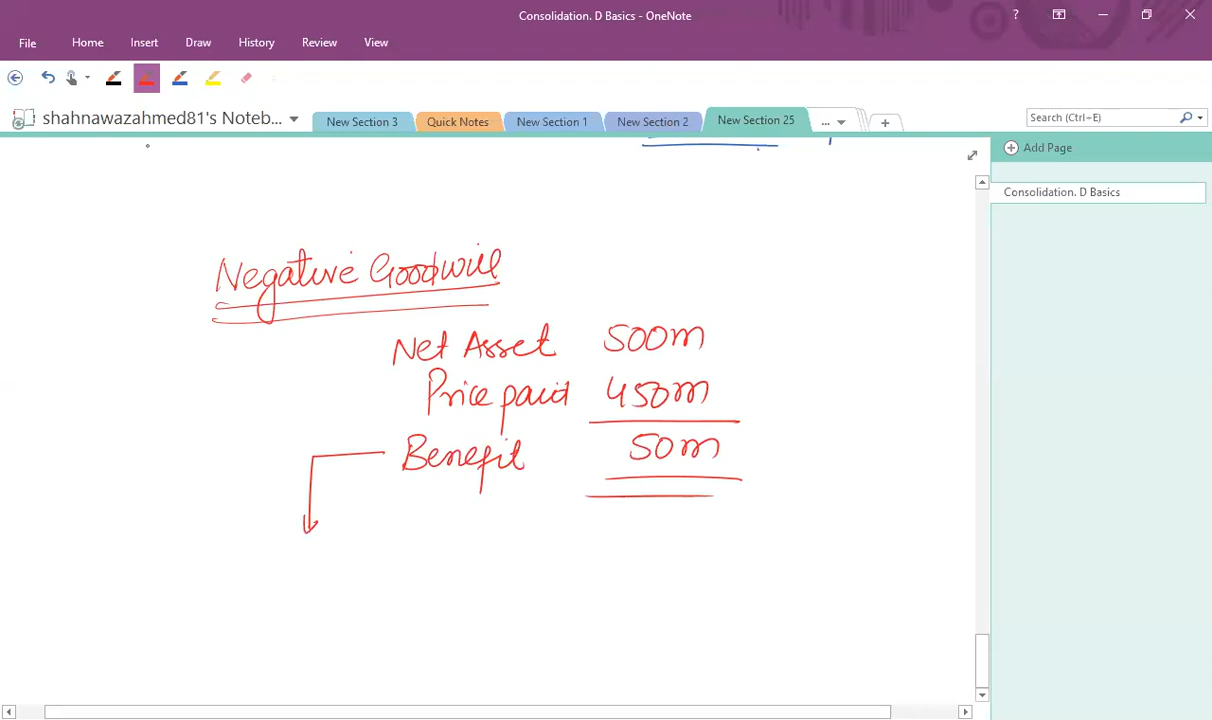 Consolidation. D Basics - OneNote
?
File Home Insert Draw History Review View
shahnawazahmed81's Noteb... New Section 3 Quick Notes New Section 1 New Section 2 New Section 25 ... Search (Ctrl+E)
Add Page
Consolidation. D Basics
Negative Goodwill
Net Asset 500m
Price paid 450m
Benefit 50m